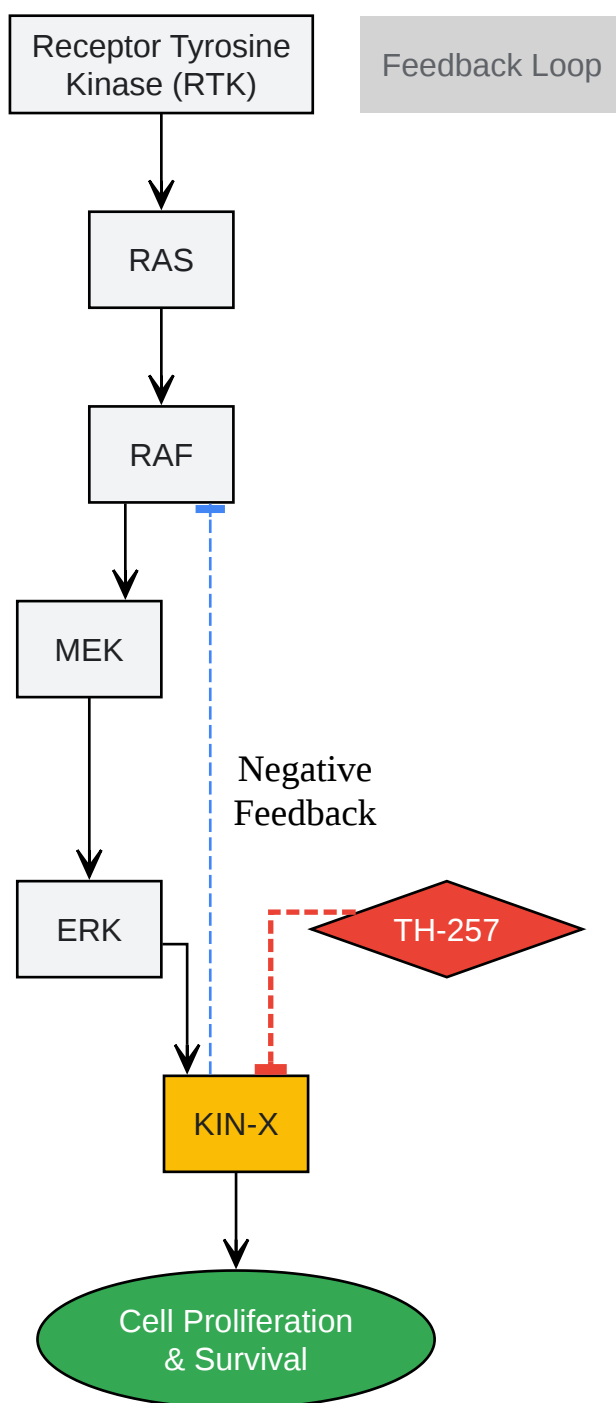 Receptor Tyrosine
Kinase (RTK)
Feedback Loop
RAS
RAF
MEK
Negative
Feedback
ERK
TH-257
KIN-X
Cell Proliferation
& Survival